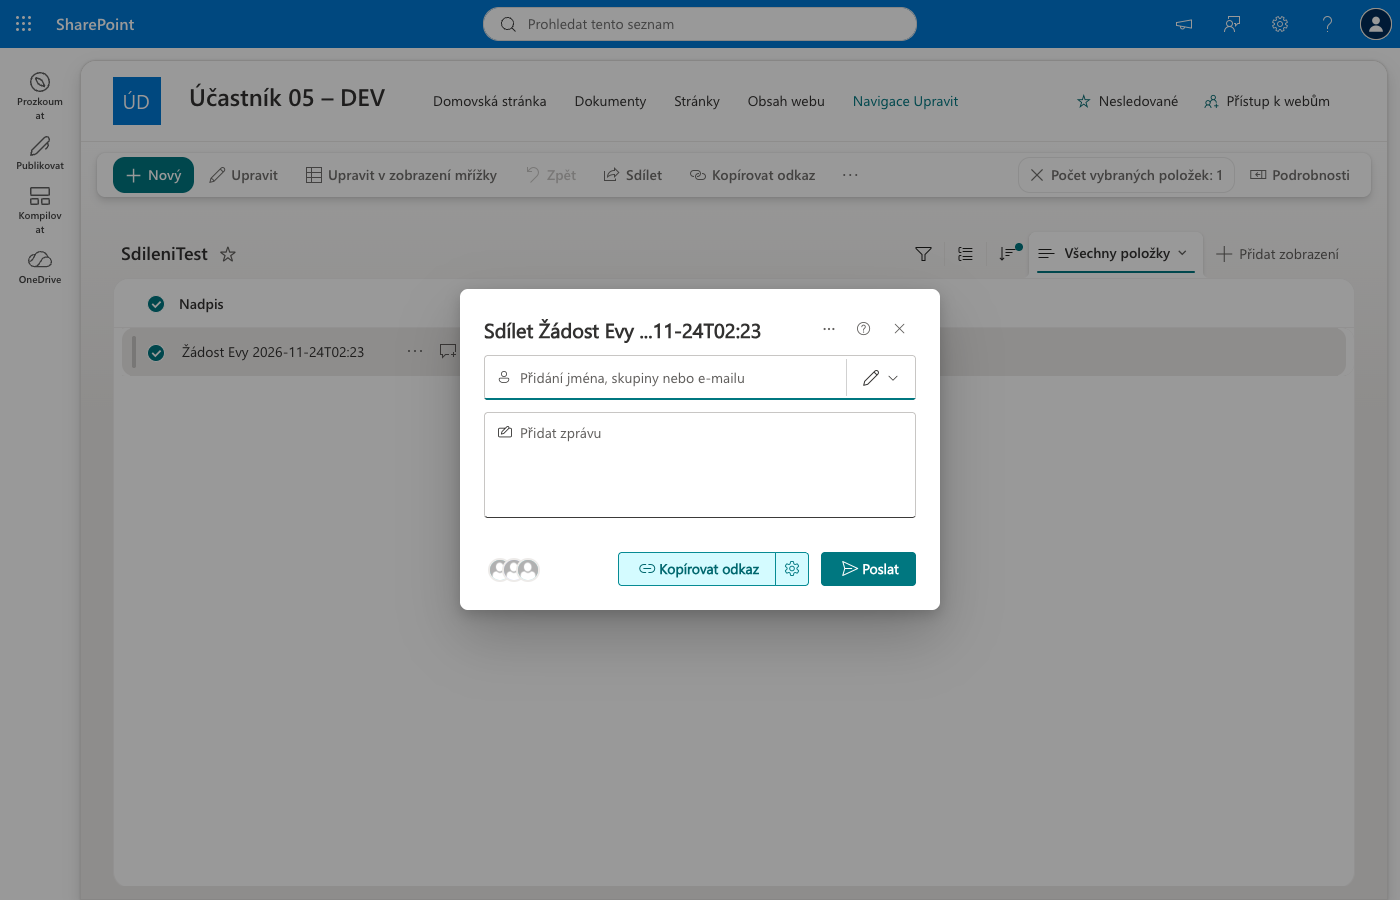 SharePoint
Prohledat tento seznam
Prozkoum
at
Publikovat
Kompilov
at
OneDrive
ÚD
Účastník 05 – DEV
Domovská stránka
Dokumenty
Stránky
Obsah webu
Navigace Upravit
Nesledované
Přístup k webům
Nový
Upravit
Upravit v zobrazení mřížky
Zpět
Sdílet
Kopírovat odkaz
Počet vybraných položek: 1
Podrobnosti
SdileniTest
Všechny položky
Přidat zobrazení
Nadpis
Žádost Evy 2026-11-24T02:23
Sdílet Žádost Evy ...11-24T02:23
Přidání jména, skupiny nebo e-mailu
Přidat zprávu
Kopírovat odkaz
Poslat